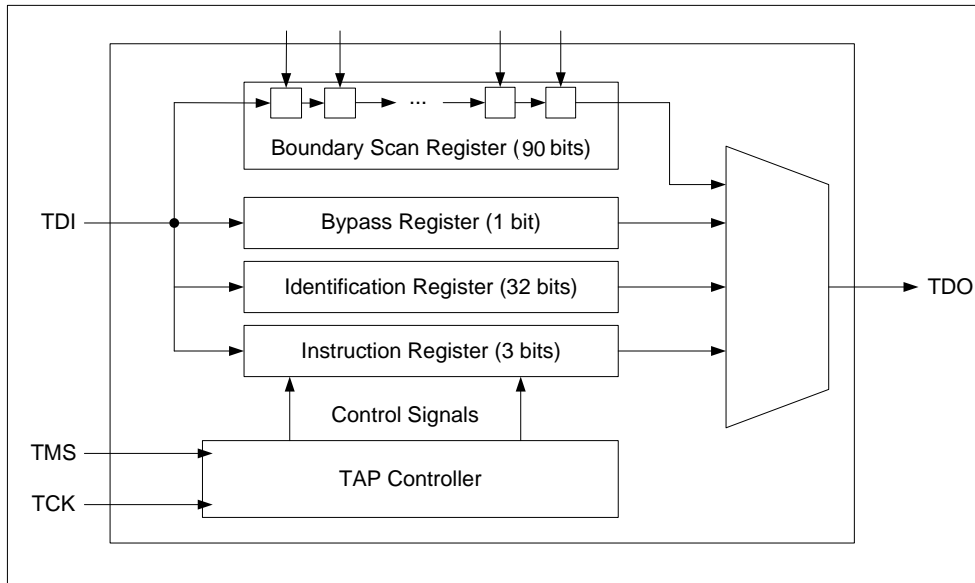 ...
Boundary Scan Register (90 bits)
TDI
Bypass Register (1 bit)
Identification Register (32 bits)
TDO
Instruction Register (3 bits)
Control Signals
TMS
TAP Controller
TCK